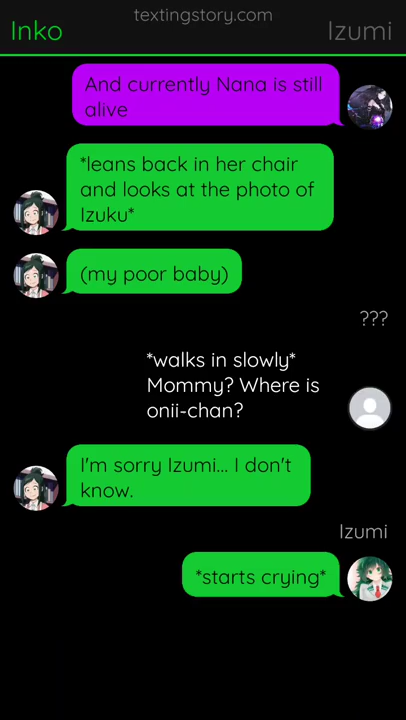 textingstory.com
Inko
Izumi
And currently Nana is still
alive
*leans back in her chair
and looks at the photo of
Izuku*
(my poor baby)
???
*walks in slowly*
Mommy? Where is
onii-chan?
I'm sorry Izumi... I don't
know.
Izumi
*starts crying*